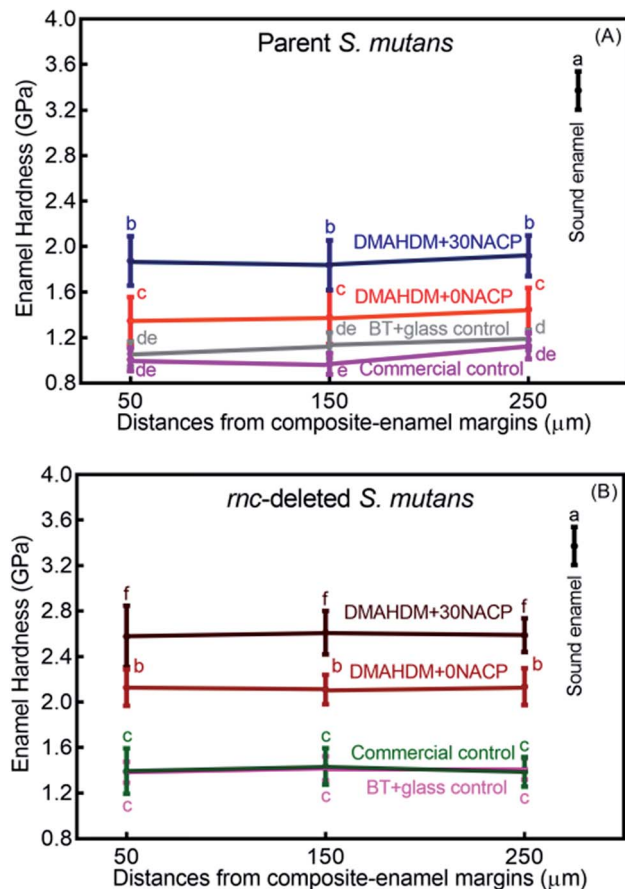 (A)
Parent S. mutans
Enamel Hardness (GPa)
4.0
3.6
3.2
2.8
2.4
2.0
1.6
1.2
0.8
a
Sound enamel
b b b
DMAHDM+30NACP
c c c
DMAHDM+0NACP
de de d
BT+glass control
de e de
Commercial control
50 150 250
Distances from composite-enamel margins (μm)
(B)
rnc-deleted S. mutans
Enamel Hardness (GPa)
4.0
3.6
3.2
2.8
2.4
2.0
1.6
1.2
0.8
a
Sound enamel
f f f
DMAHDM+30NACP
b b b
DMAHDM+0NACP
c c c
Commercial control
BT+glass control
c c c
50 150 250
Distances from composite-enamel margins (μm)